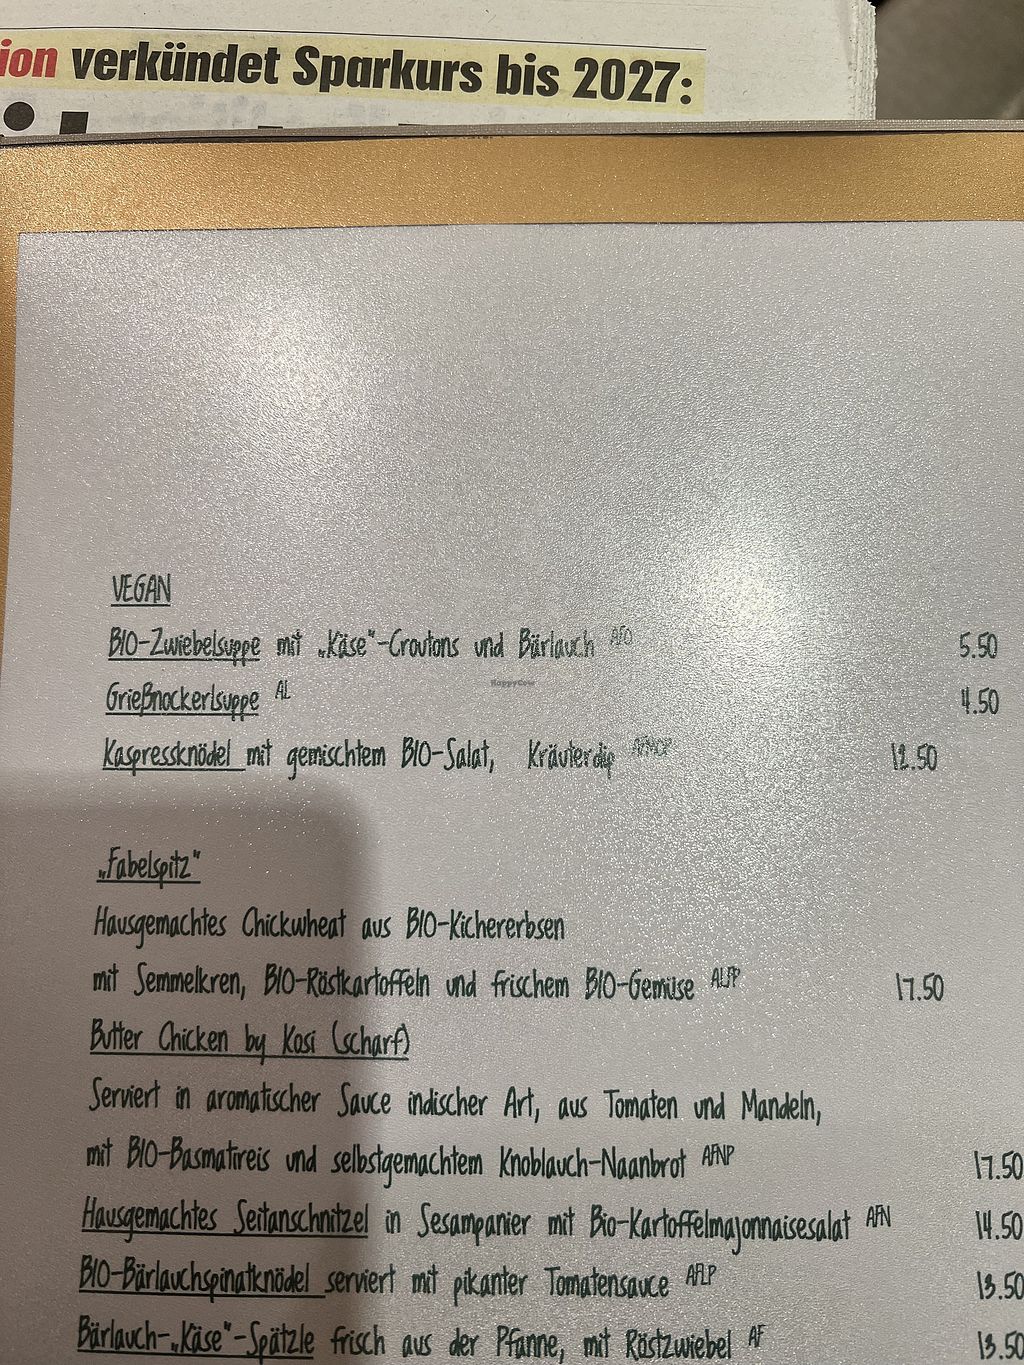 ion verkündet Sparkurs bis 2027:
VEGAN
BIO-Zwiebelsuppe mit „Käse"-Croutons und Bärlauch AFO 5.50
Grießnockerlsuppe AL 4.50
HappyCow
Kaspressknödel mit gemischtem BIO-Salat, Kräuterdip 12.50
„Fabelspitz"
Hausgemachtes Chickwheat aus BIO-Kichererbsen
mit Semmelkren, BIO-Röstkartoffeln und frischem BIO-Gemüse ALFP 17.50
Butter Chicken by Kosi (scharf)
Serviert in aromatischer Sauce indischer Art, aus Tomaten und Mandeln,
mit BIO-Basmatireis und selbstgemachtem Knoblauch-Naanbrot AFNP 17.50
Hausgemachtes Seitanschnitzel in Sesampanier mit Bio-Kartoffelmajonnaisesalat AFN 14.50
BIO-Bärlauchspinatknödel serviert mit pikanter Tomatensauce AFLP 13.50
Bärlauch-„Käse"-Spätzle frisch aus der Pfanne, mit Röstzwiebel AF 13.50